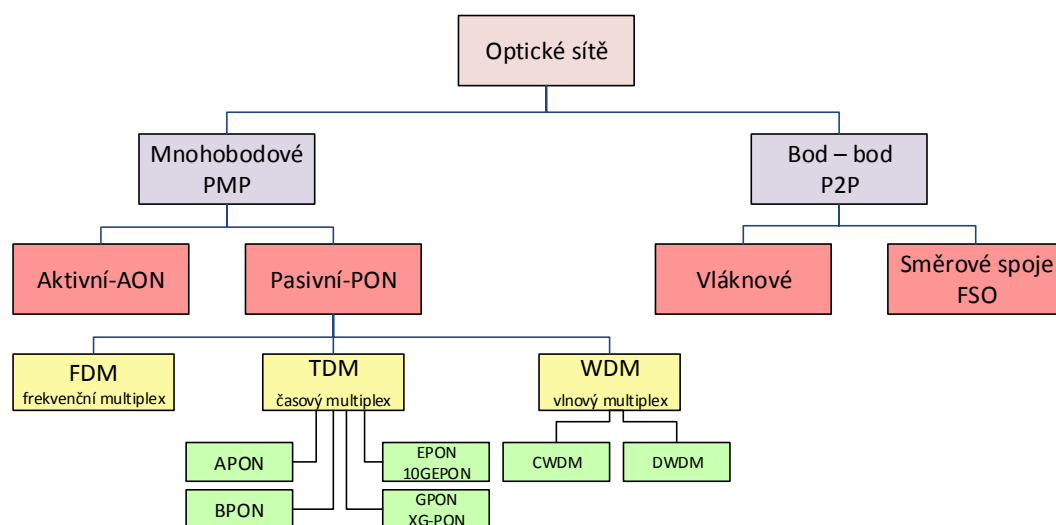 Optické sítě
Mnohobodové
PMP
Bod – bod
P2P
Aktivní-AON
Pasivní-PON
Vláknové
Směrové spoje
FSO
FDM
frekvenční multiplex
TDM
časový multiplex
WDM
vlnový multiplex
APON
EPON
10GEPON
CWDM
DWDM
BPON
GPON
XG-PON